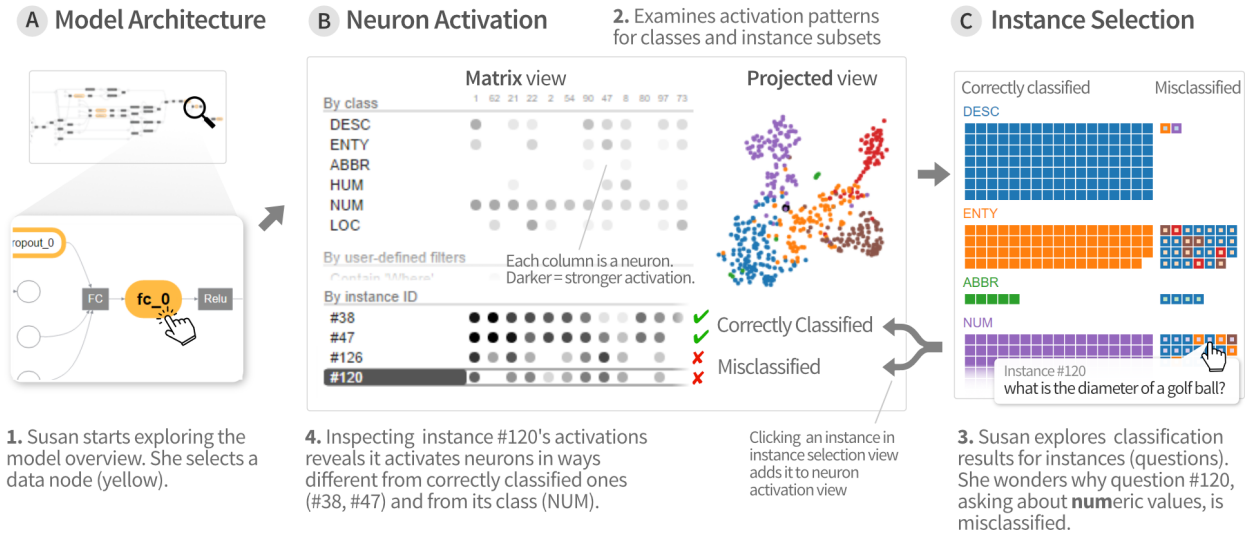 A Model Architecture
B Neuron Activation
2. Examines activation patterns
for classes and instance subsets
C Instance Selection
Matrix view
Projected view
By class
1 62 21 22 2 54 90 47 8 80 97 73
DESC
ENTY
ABBR
HUM
NUM
LOC
By user-defined filters
Contain 'Where'
Each column is a neuron.
Darker = stronger activation.
By instance ID
#38
#47
#126
#120
Correctly Classified
Misclassified
ropout_0
FC
fc_0
Relu
Correctly classified
Misclassified
DESC
ENTY
ABBR
NUM
Instance #120
what is the diameter of a golf ball?
1. Susan starts exploring the
model overview. She selects a
data node (yellow).
4. Inspecting instance #120's activations
reveals it activates neurons in ways
different from correctly classified ones
(#38, #47) and from its class (NUM).
Clicking an instance in
instance selection view
adds it to neuron
activation view
3. Susan explores classification
results for instances (questions).
She wonders why question #120,
asking about numeric values, is
misclassified.